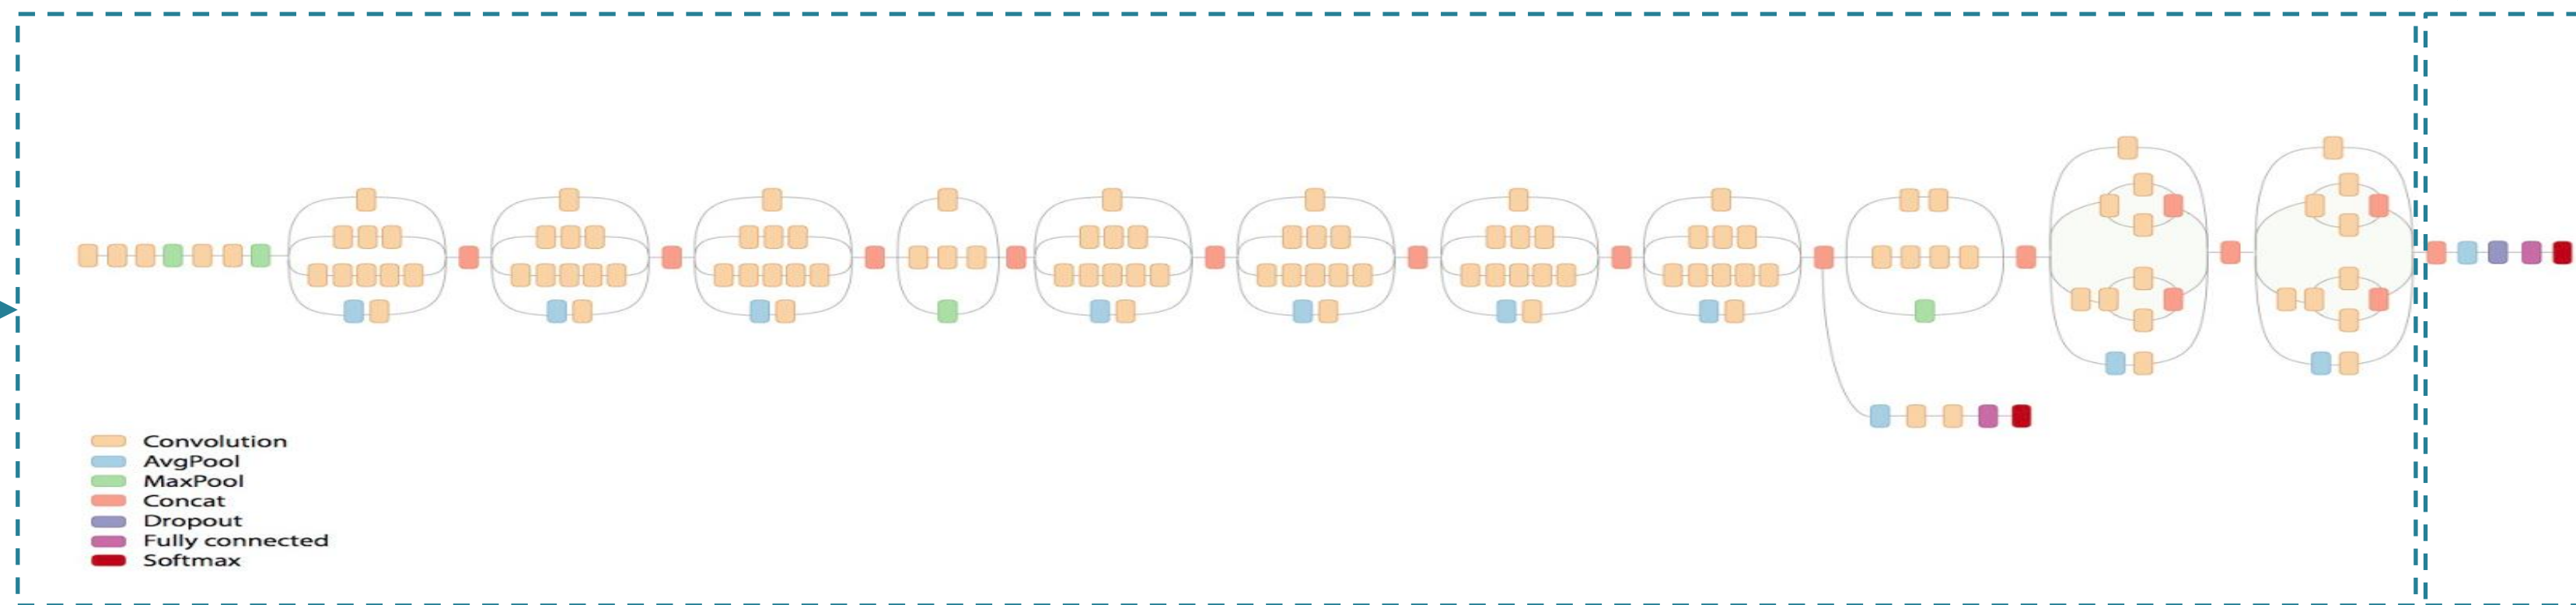 Convolution
AvgPool
MaxPool
Concat
Dropout
Fully connected
Softmax